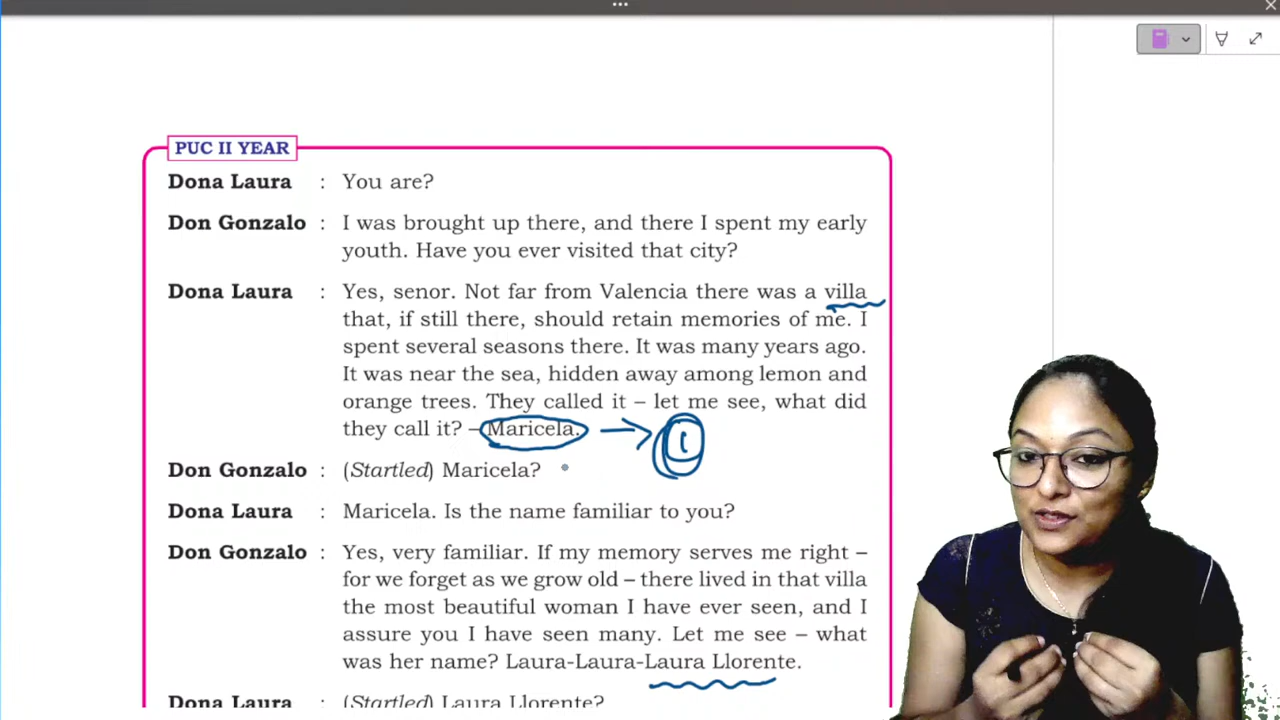 PUC II YEAR
Dona Laura : You are?
Don Gonzalo : I was brought up there, and there I spent my early
youth. Have you ever visited that city?
Dona Laura : Yes, senor. Not far from Valencia there was a villa
that, if still there, should retain memories of me. I
spent several seasons there. It was many years ago.
It was near the sea, hidden away among lemon and
orange trees. They called it – let me see, what did
they call it? – Maricela. → 1
Don Gonzalo : (Startled) Maricela?
Dona Laura : Maricela. Is the name familiar to you?
Don Gonzalo : Yes, very familiar. If my memory serves me right –
for we forget as we grow old – there lived in that villa
the most beautiful woman I have ever seen, and I
assure you I have seen many. Let me see – what
was her name? Laura-Laura-Laura Llorente.
Dona Laura : (Startled) Laura Llorente?